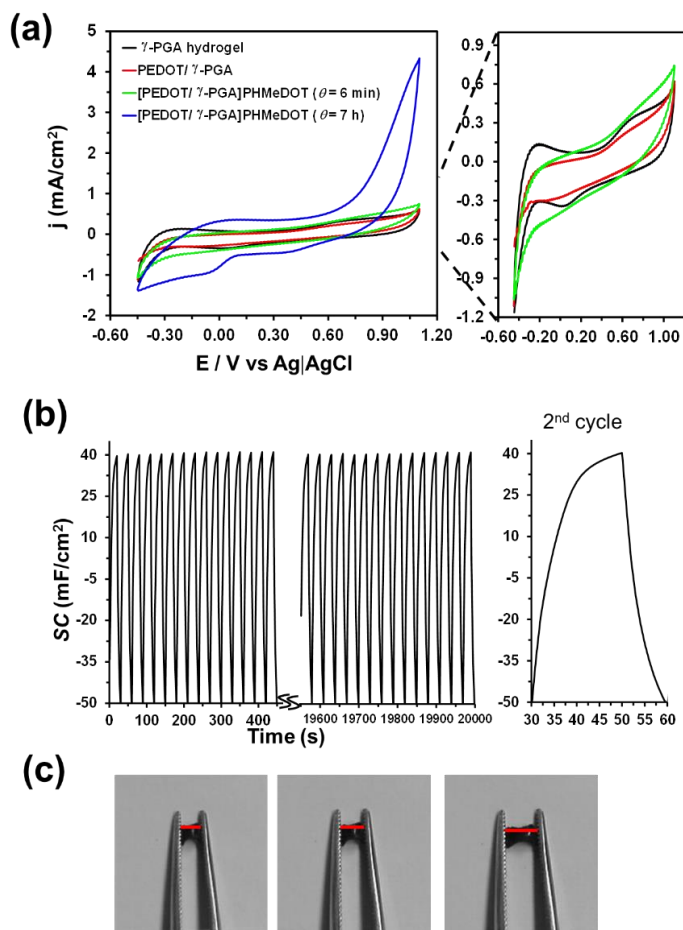 (a)
5
4
3
2
1
0
-1
-2
j (mA/cm²)
γ-PGA hydrogel
PEDOT/ γ-PGA
[PEDOT/ γ-PGA]PHMeDOT (θ = 6 min)
[PEDOT/ γ-PGA]PHMeDOT (θ = 7 h)
-0.60 -0.30 0.00 0.30 0.60 0.90 1.20
E / V vs Ag|AgCl
0.9
0.6
0.3
0.0
-0.3
-0.6
-0.9
-1.2
-0.60 -0.20 0.20 0.60 1.00
(b)
2nd cycle
40
25
10
-5
-20
-35
-50
SC (mF/cm²)
0 100 200 300 400
19600 19700 19800 19900 20000
Time (s)
40
25
10
-5
-20
-35
-50
30 35 40 45 50 55 60
(c)